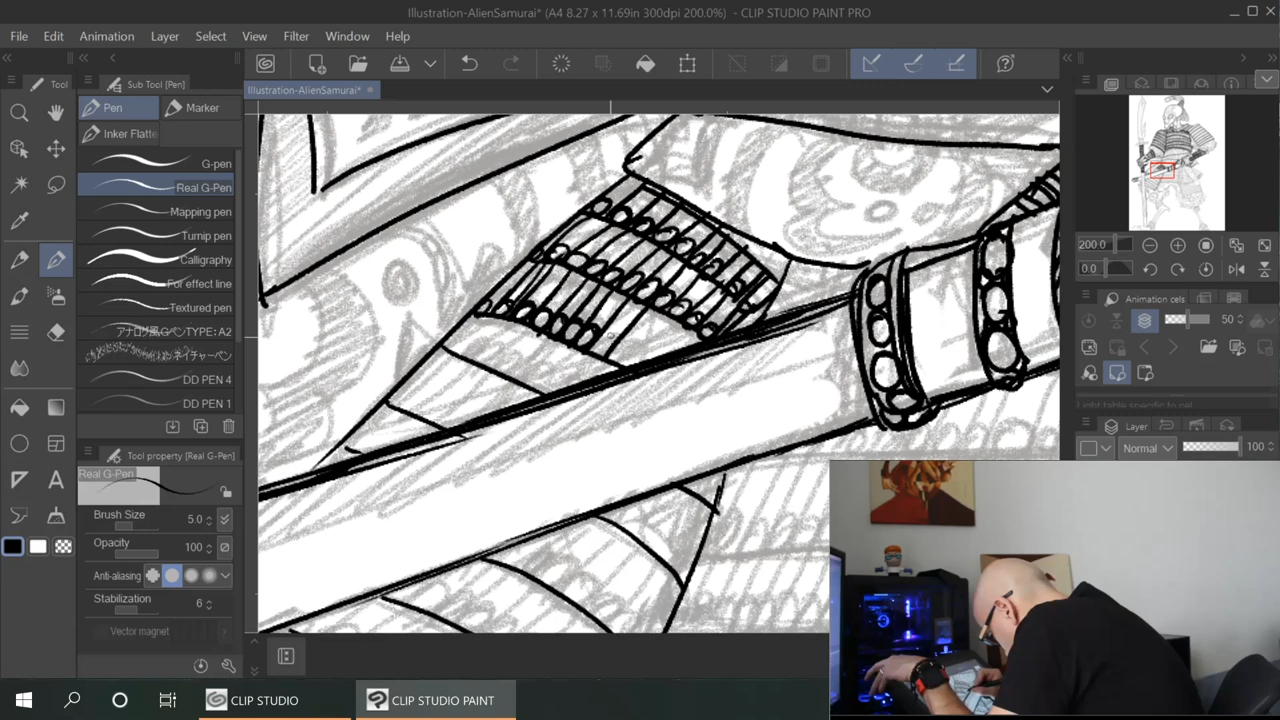 Illustration-AlienSamurai* (A4 8.27 x 11.69in 300dpi 200.0%) - CLIP STUDIO PAINT PRO
File Edit Animation Layer Select View Filter Window Help
Tool
Sub Tool [Pen]
Illustration-AlienSamurai*
Pen
Marker
Inker Flatte
G-pen
Real G-Pen
Mapping pen
Turnip pen
Calligraphy
For effect line
Textured pen
アナログ風GペンTYPE:A2
DD PEN 4
DD PEN 1
Tool property [Real G-Pen]
Real G-Pen
Brush Size 5.0
Opacity 100
Anti-aliasing
Stabilization 6
Vector magnet
200.0
0.0
Animation cels
50
Light table specific to cel
Layer
Normal 100
CLIP STUDIO
CLIP STUDIO PAINT